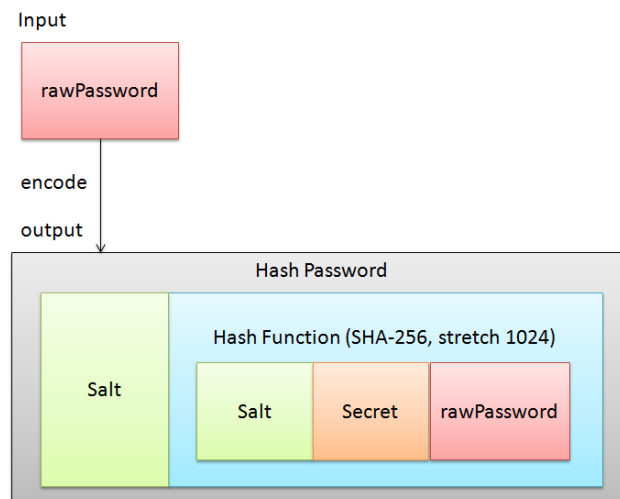 Input
rawPassword
encode
output
Hash Password
Hash Function (SHA-256, stretch 1024)
Salt
Salt
Secret
rawPassword